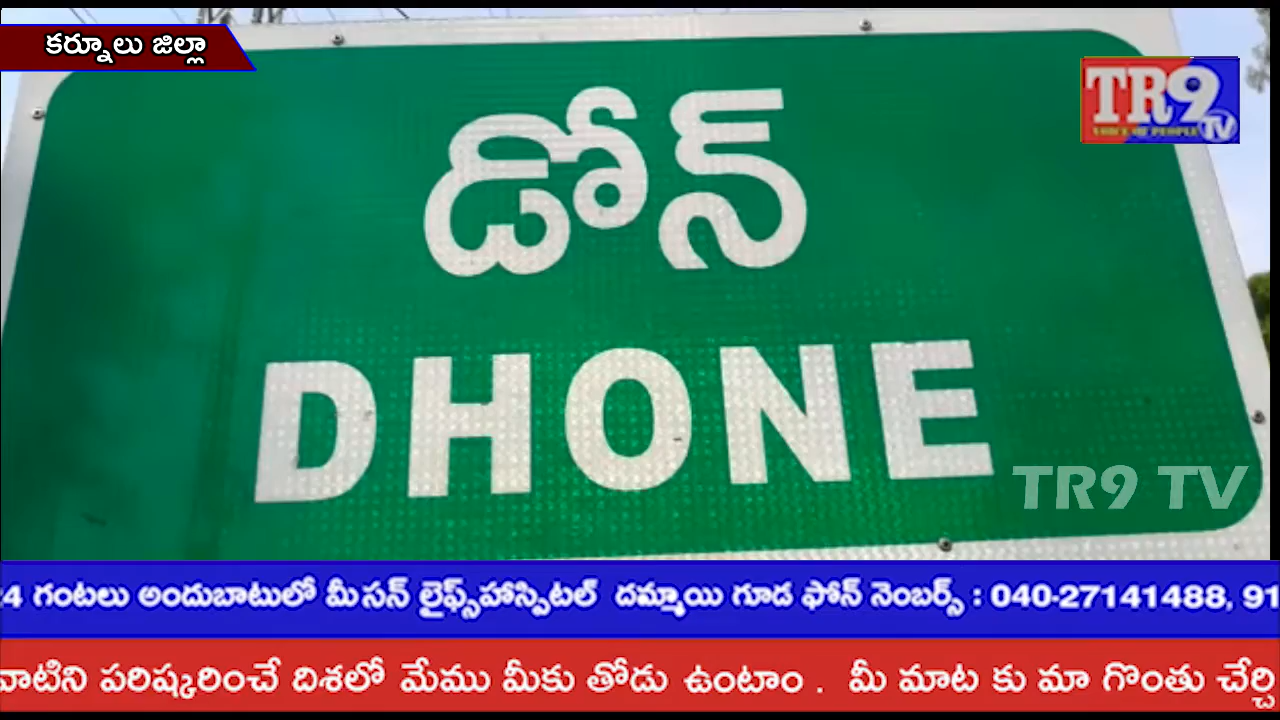 కర్నూలు జిల్లా
TR9
VOICE OF PEOPLE TV
డోన్
DHONE
TR9 TV
24 గంటలు అందుబాటులో మీ సన్ లైఫ్స్‌హాస్పిటల్ దమ్మాయి గూడ ఫోన్ నెంబర్స్ : 040-27141488, 91
వాటిని పరిష్కరించే దిశలో మేము మీకు తోడు ఉంటాం . మీ మాట కు మా గొంతు చేర్చి